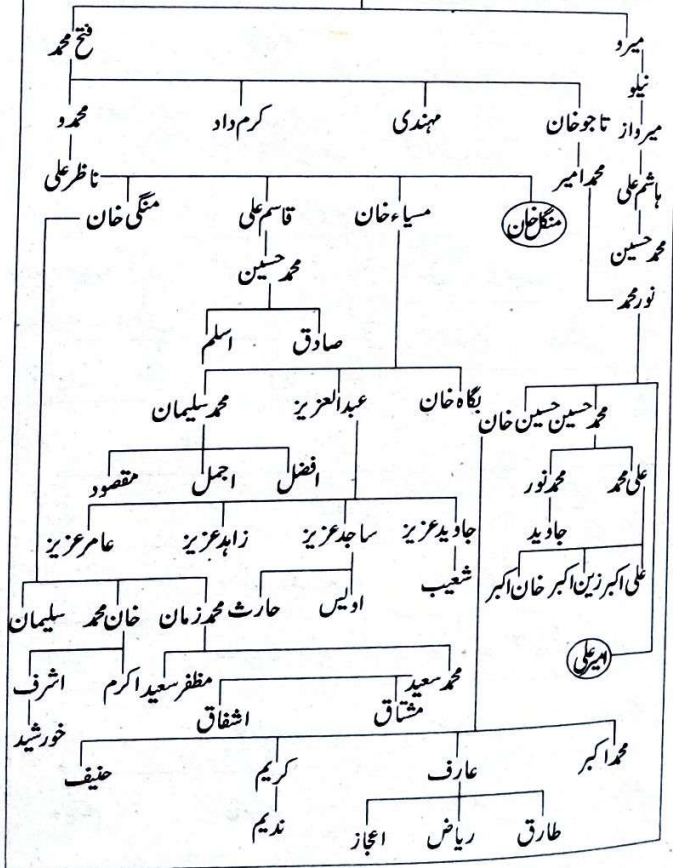 میرو فتح محمد
نیلو
تاجو خان مہندی کرم داد محمدو
میرواز
محمد امیر ناظر علی
ہاشم علی
منگل خان مسیاء خان قاسم علی منگی خان
محمد حسین محمد حسین
نور محمد
صادق اسلم
بگاہ خان عبدالعزیز محمد سلیمان
محمد حسین حسین خان
افضل اجمل مقصود
علی محمد محمد نور
جاوید عزیز ساجد عزیز زاہد عزیز عامر عزیز
جاوید
شعیب اویس حارث
علی اکبر زین اکبر خان اکبر
محمد زمان خان محمد سلیمان
امیر علی
محمد سعید مظفر سعید اکرم اشرف
مشتاق اشفاق
خورشید
محمد اکبر عارف کریم حنیف
طارق ریاض اعجاز ندیم